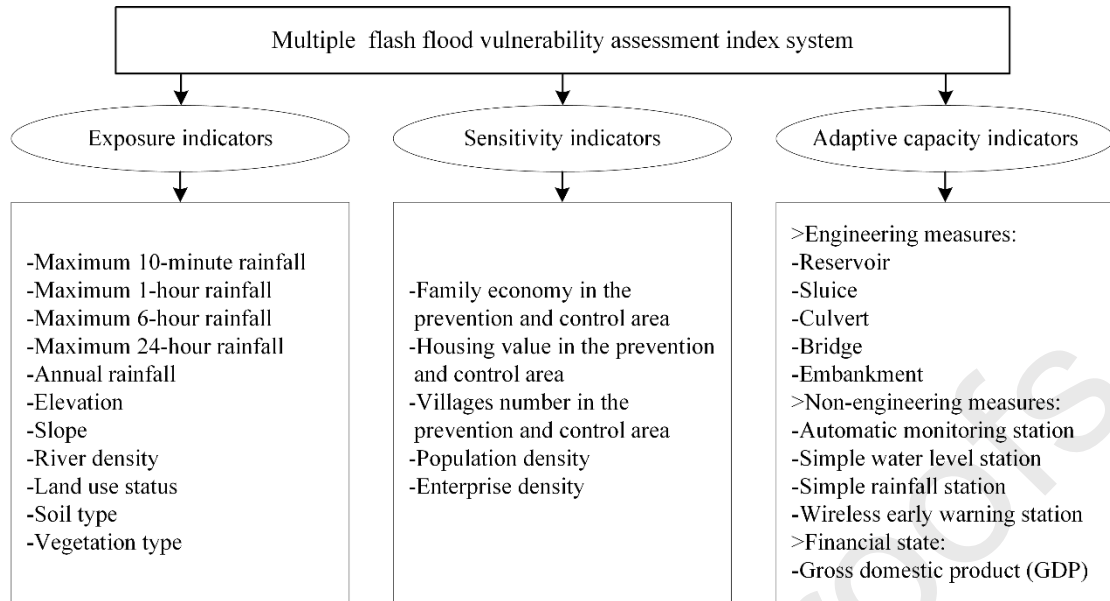 Multiple flash flood vulnerability assessment index system
Exposure indicators
Sensitivity indicators
Adaptive capacity indicators
-Maximum 10-minute rainfall
-Maximum 1-hour rainfall
-Maximum 6-hour rainfall
-Maximum 24-hour rainfall
-Annual rainfall
-Elevation
-Slope
-River density
-Land use status
-Soil type
-Vegetation type
-Family economy in the
prevention and control area
-Housing value in the prevention
and control area
-Villages number in the
prevention and control area
-Population density
-Enterprise density
>Engineering measures:
-Reservoir
-Sluice
-Culvert
-Bridge
-Embankment
>Non-engineering measures:
-Automatic monitoring station
-Simple water level station
-Simple rainfall station
-Wireless early warning station
>Financial state:
-Gross domestic product (GDP)